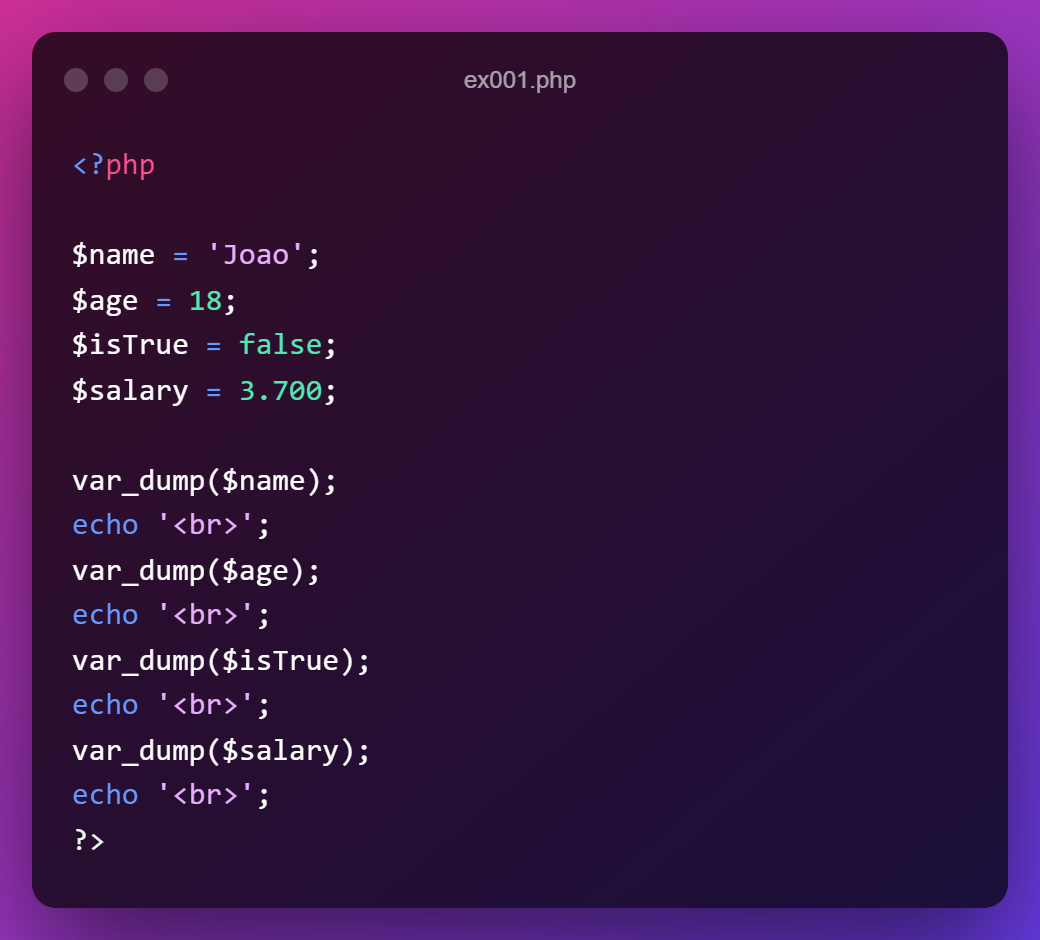 ex001.php
<?php
$name = 'Joao';
$age = 18;
$isTrue = false;
$salary = 3.700;
var_dump($name);
echo '<br>';
var_dump($age);
echo '<br>';
var_dump($isTrue);
echo '<br>';
var_dump($salary);
echo '<br>';
?>